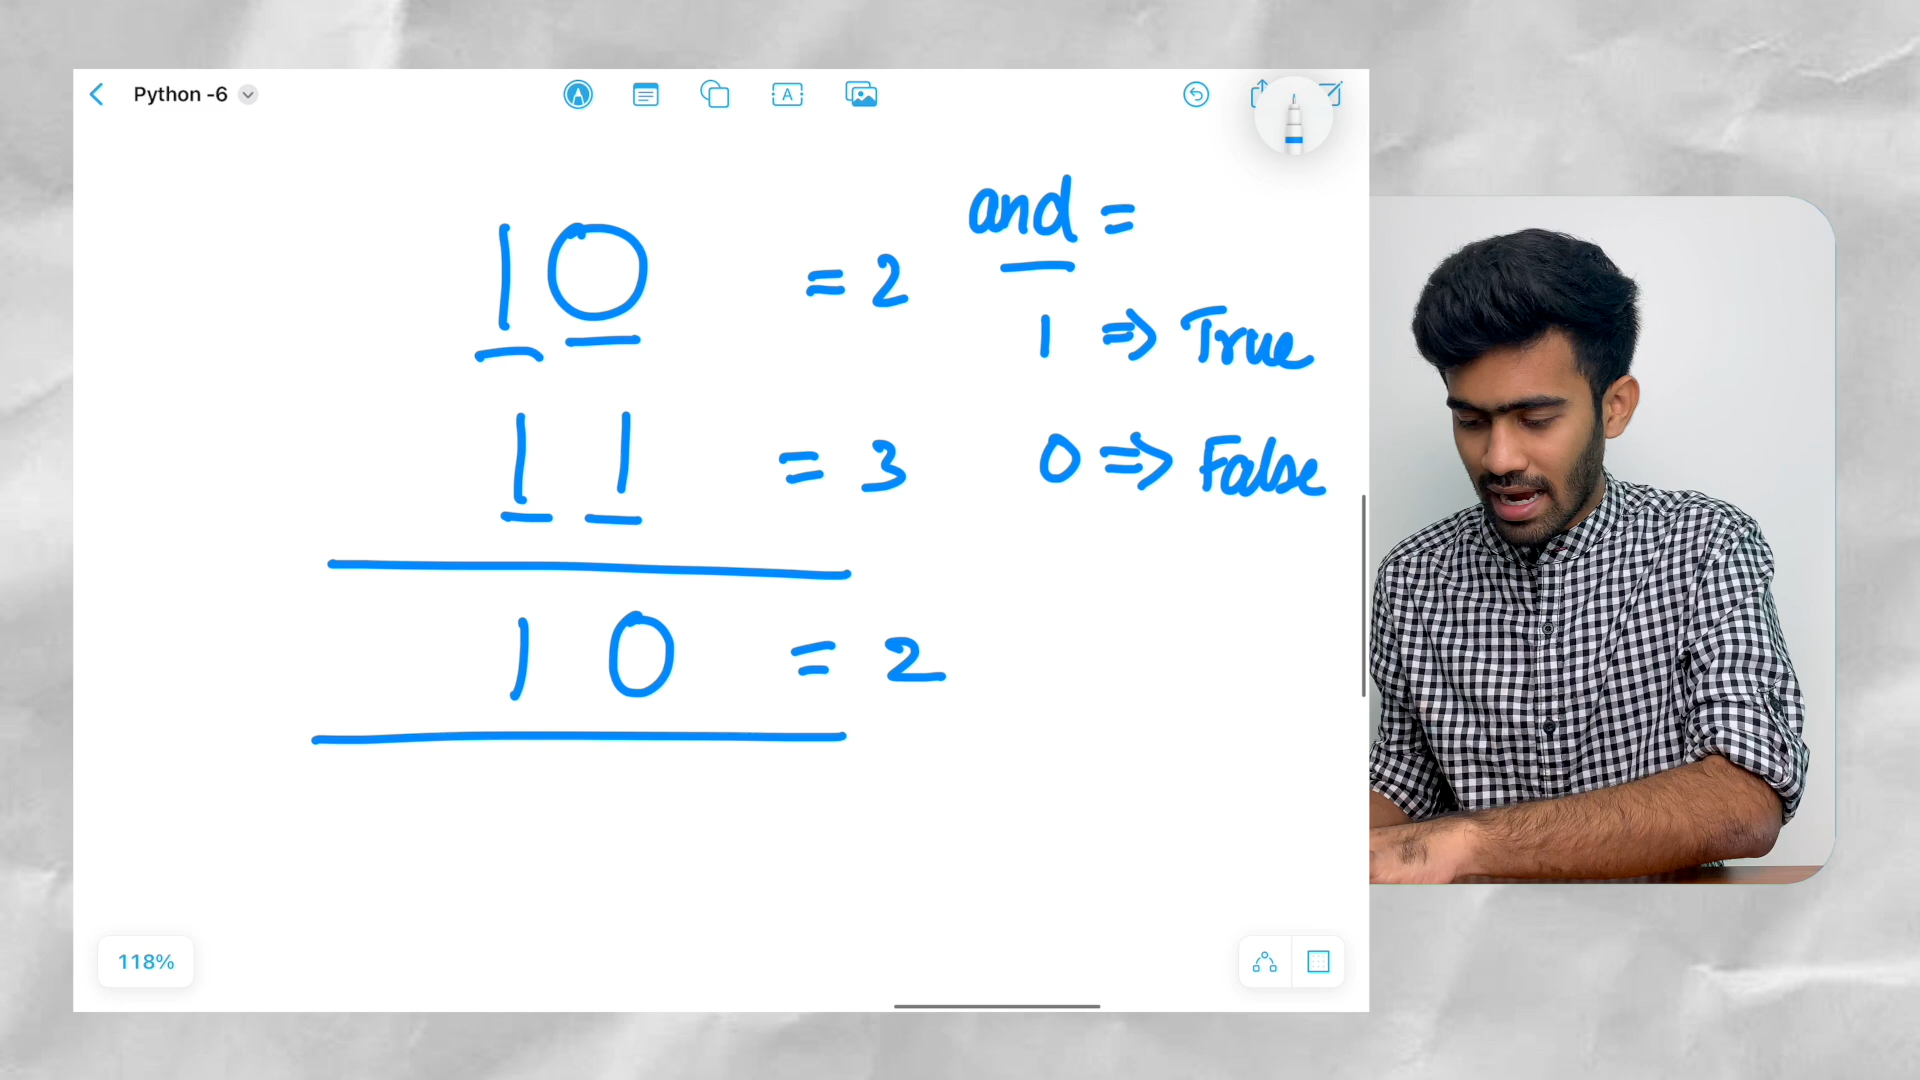 Python -6
10 = 2
11 = 3
10 = 2
and =
1 => True
0 => False
118%